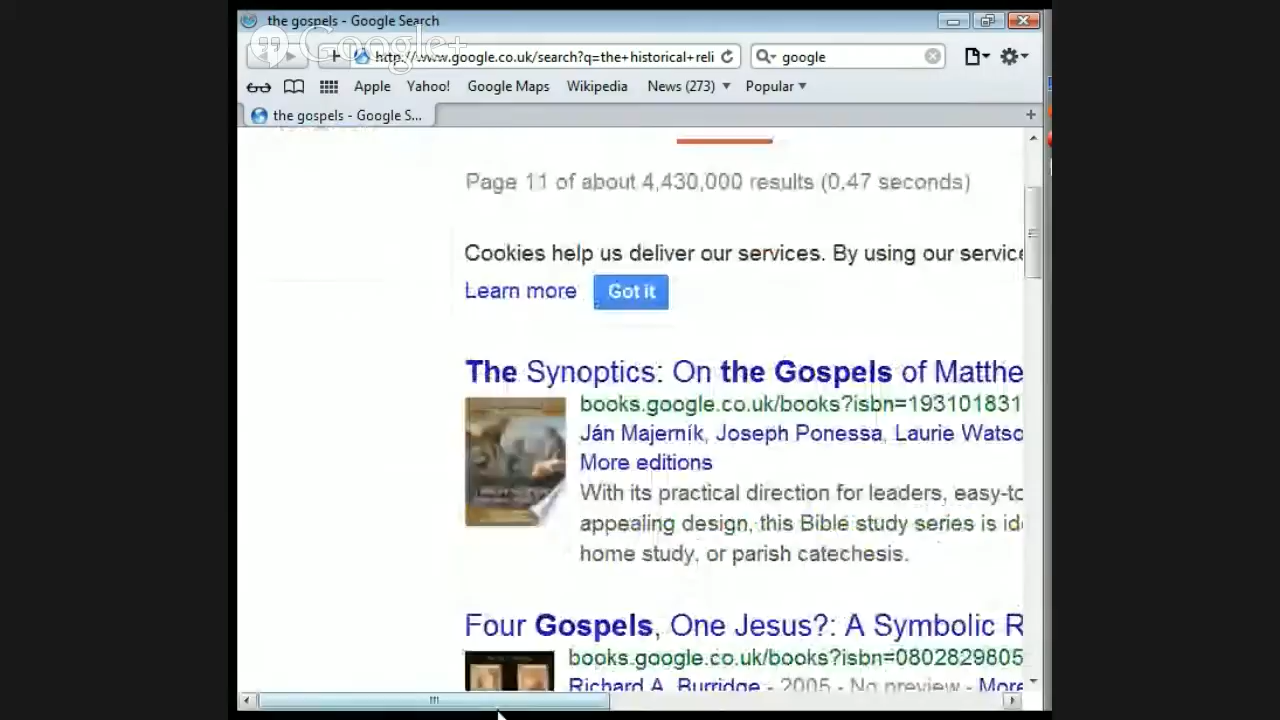 the gospels - Google Search
Google+
http://www.google.co.uk/search?q=the+historical+reli
google
Apple Yahoo! Google Maps Wikipedia News (273) Popular
the gospels - Google S...
Page 11 of about 4,430,000 results (0.47 seconds)
Cookies help us deliver our services. By using our service
Learn more Got it
The Synoptics: On the Gospels of Matthe
books.google.co.uk/books?isbn=193101831
Ján Majerník, Joseph Ponessa, Laurie Watso
More editions
With its practical direction for leaders, easy-to
appealing design, this Bible study series is id
home study, or parish catechesis.
Four Gospels, One Jesus?: A Symbolic R
books.google.co.uk/books?isbn=0802829805
Richard A. Burridge - 2005 - No preview - More